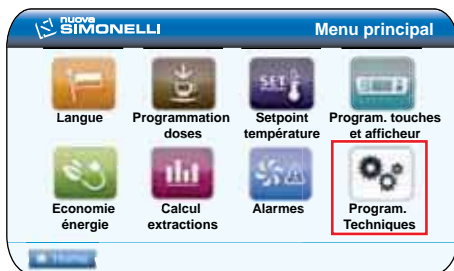 nuova
SIMONELLI
Menu principal
SET
Langue
Programmation
doses
Setpoint
température
Program. touches
et afficheur
Economie
énergie
Calcul
extractions
Alarmes
Program.
Techniques
Home